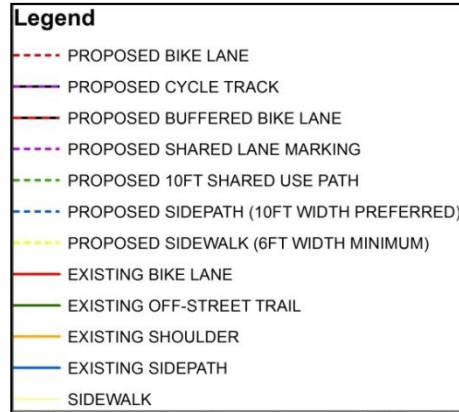 Legend
PROPOSED BIKE LANE
PROPOSED CYCLE TRACK
PROPOSED BUFFERED BIKE LANE
PROPOSED SHARED LANE MARKING
PROPOSED 10FT SHARED USE PATH
PROPOSED SIDEPATH (10FT WIDTH PREFERRED)
PROPOSED SIDEWALK (6FT WIDTH MINIMUM)
EXISTING BIKE LANE
EXISTING OFF-STREET TRAIL
EXISTING SHOULDER
EXISTING SIDEPATH
SIDEWALK